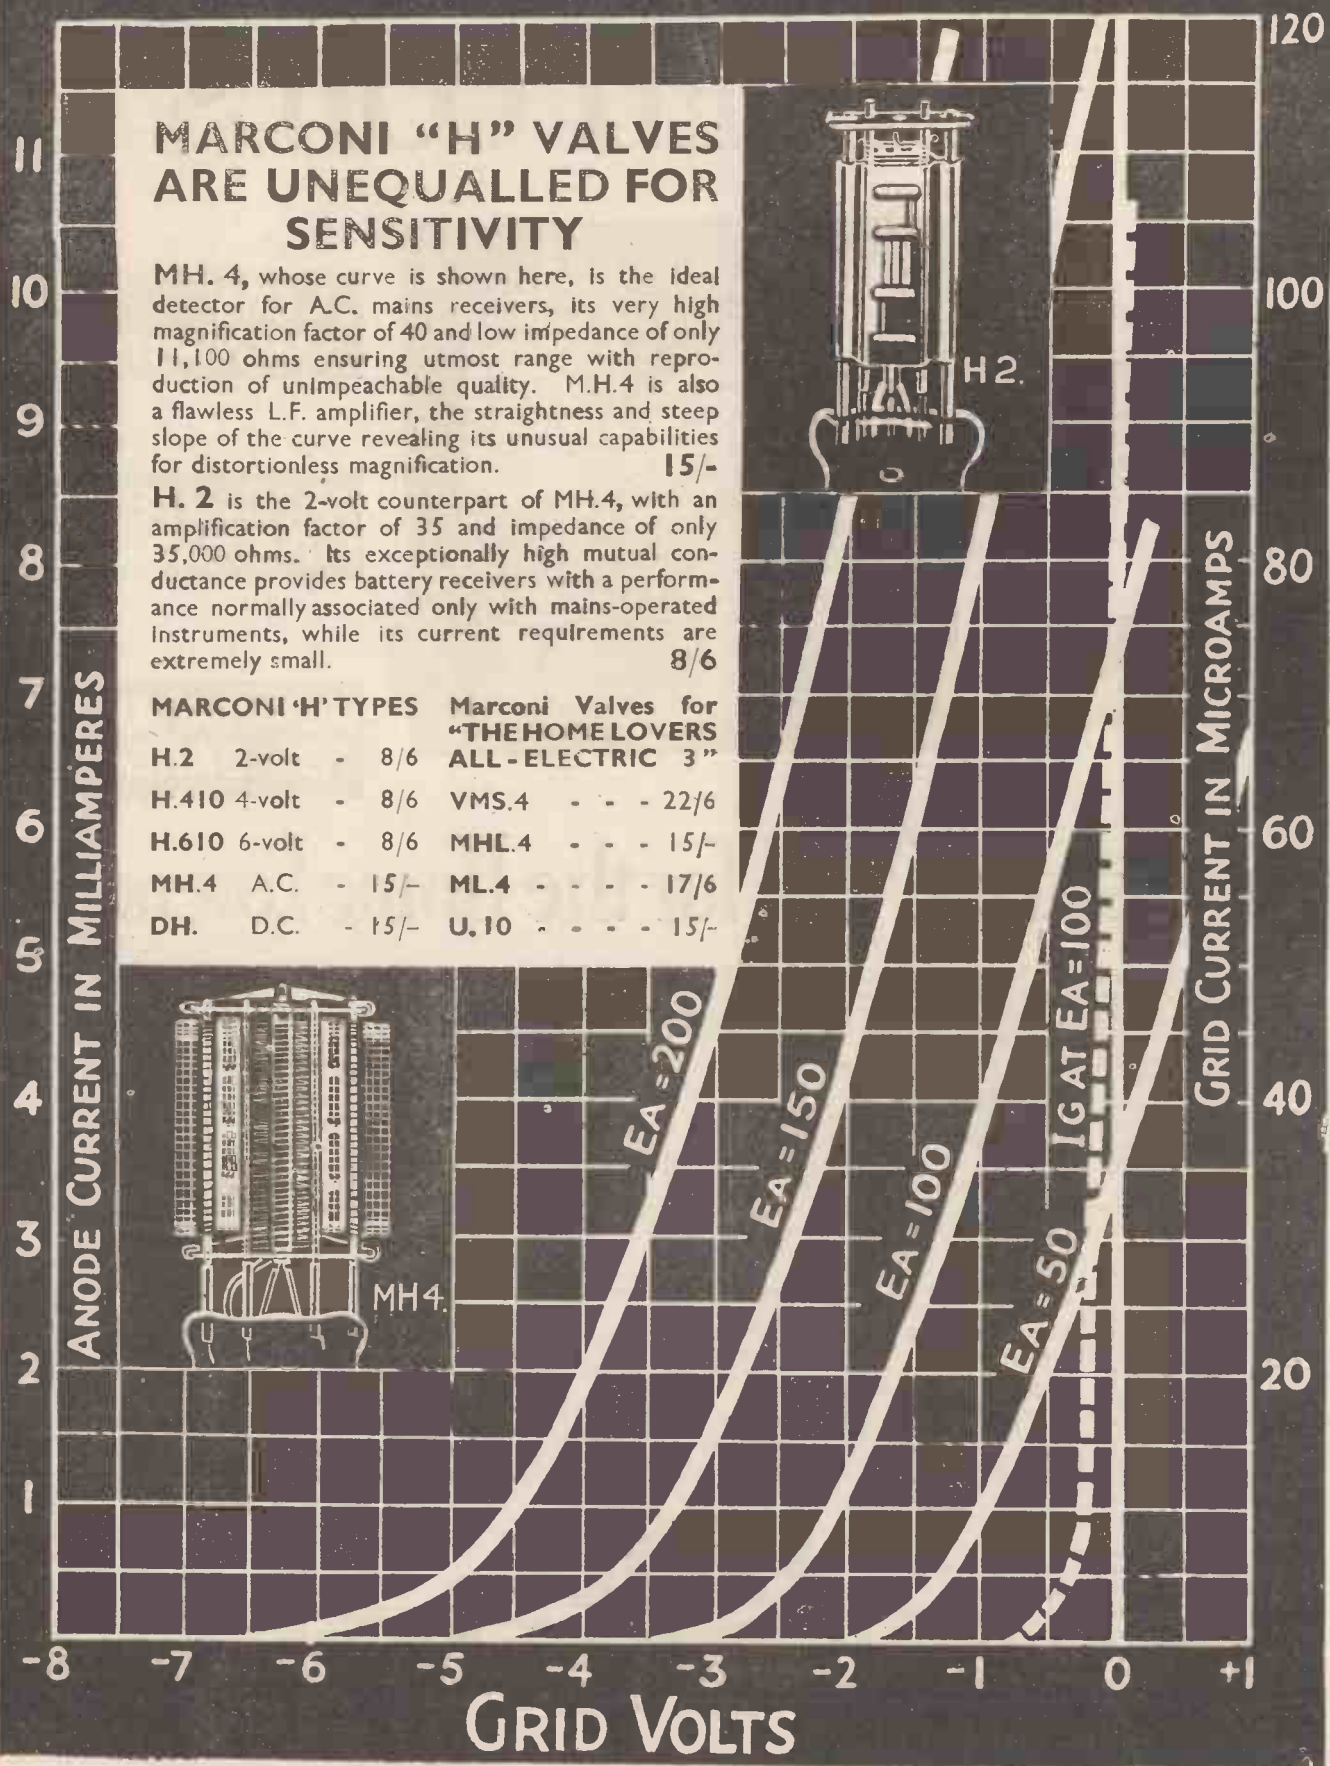 MARCONI “H” VALVES
ARE UNEQUALLED FOR
SENSITIVITY
MH. 4, whose curve is shown here, is the ideal
detector for A.C. mains receivers, its very high
magnification factor of 40 and low impedance of only
11,100 ohms ensuring utmost range with repro-
duction of unimpeachable quality. M.H.4 is also
a flawless L.F. amplifier, the straightness and steep
slope of the curve revealing its unusual capabilities
for distortionless magnification. 15/-
H. 2 is the 2-volt counterpart of MH.4, with an
amplification factor of 35 and impedance of only
35,000 ohms. Its exceptionally high mutual con-
ductance provides battery receivers with a perform-
ance normally associated only with mains-operated
instruments, while its current requirements are
extremely small. 8/6
MARCONI ‘H’ TYPES
H.2 2-volt - 8/6
H.410 4-volt - 8/6
H.610 6-volt - 8/6
MH.4 A.C. - 15/-
DH. D.C. - 15/-
Marconi Valves for
“THE HOME LOVERS
ALL-ELECTRIC 3”
VMS.4 - - - 22/6
MHL.4 - - - 15/-
ML.4 - - - - 17/6
U.10 - - - - 15/-
H2.
MH4.
ANODE CURRENT IN MILLIAMPERES
11
10
9
8
7
6
5
4
3
2
1
EA=200
EA=150
EA=100
EA=50
IG AT EA=100
GRID CURRENT IN MICROAMPS
120
100
80
60
40
20
-8 -7 -6 -5 -4 -3 -2 -1 0 +1
GRID VOLTS